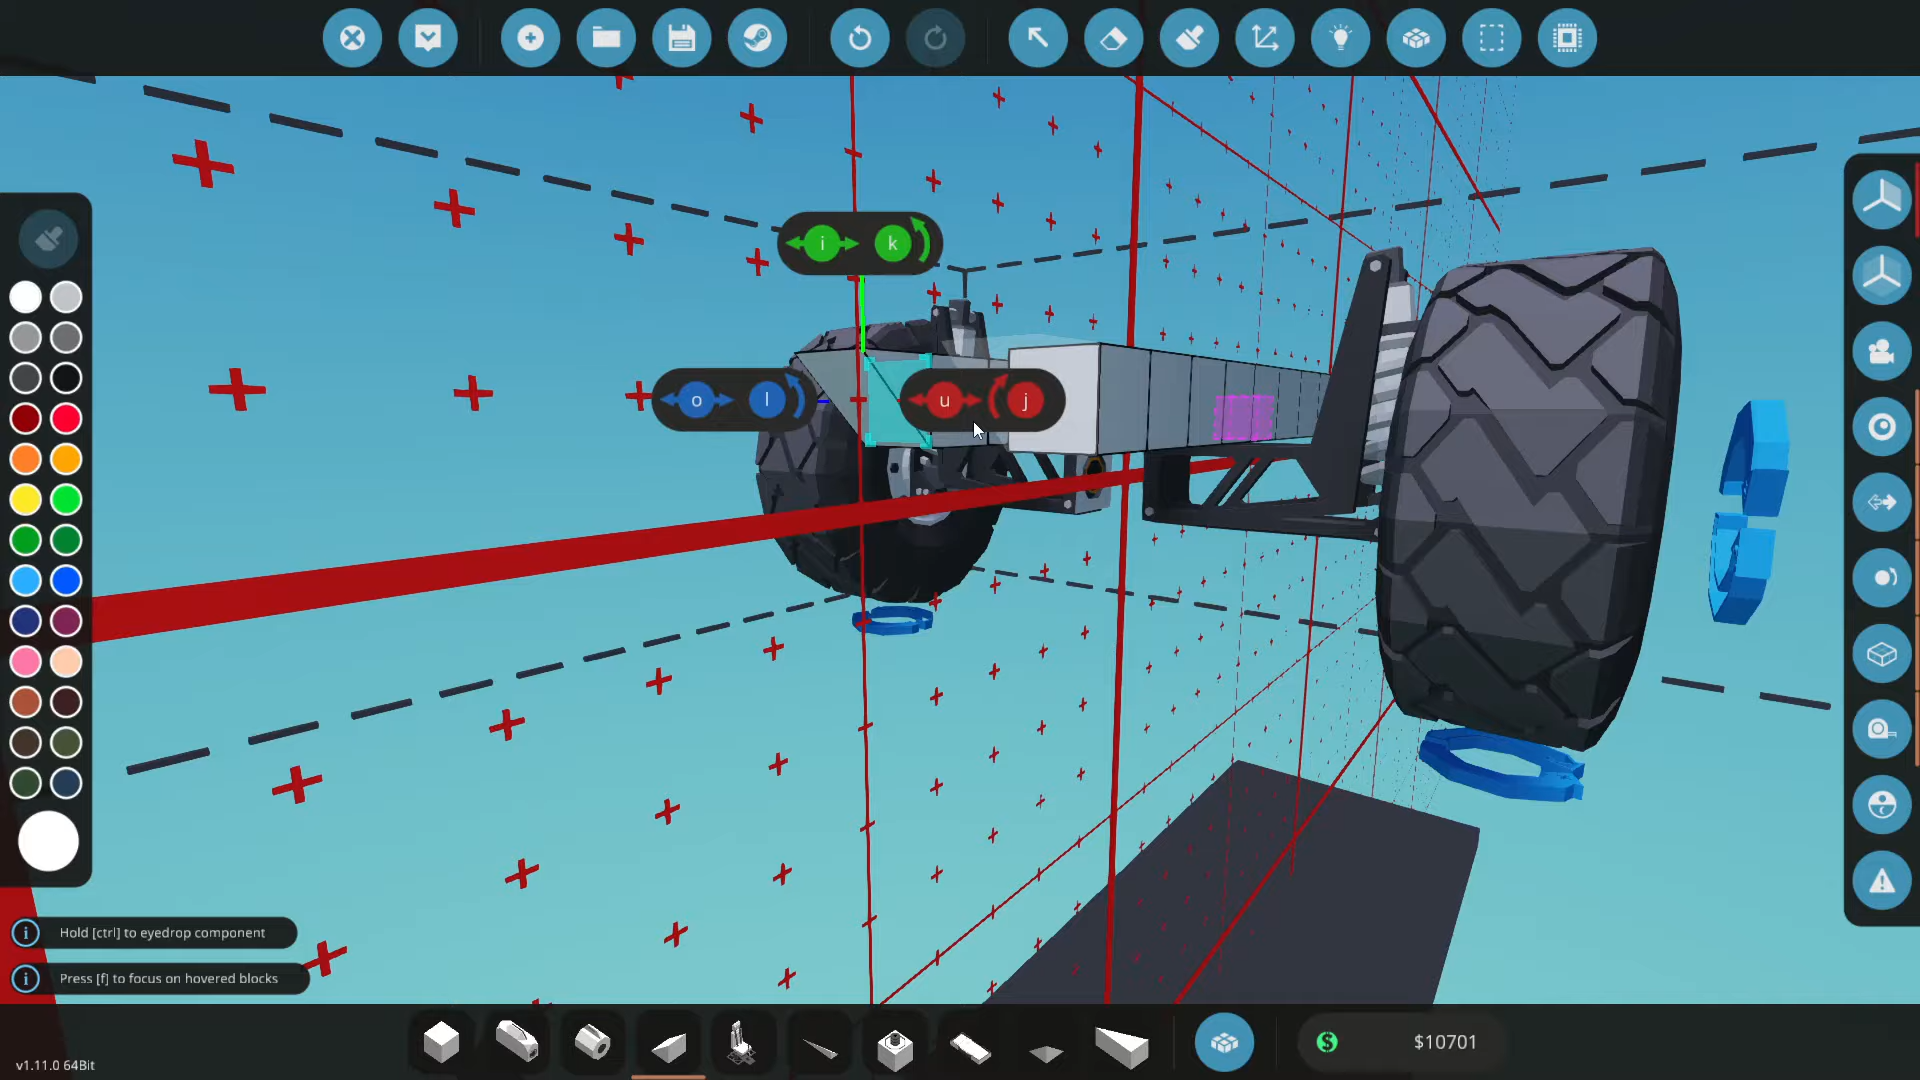 i k
o l u j
Hold [ctrl] to eyedrop component
Press [f] to focus on hovered blocks
$ $10701
v1.11.0 64Bit